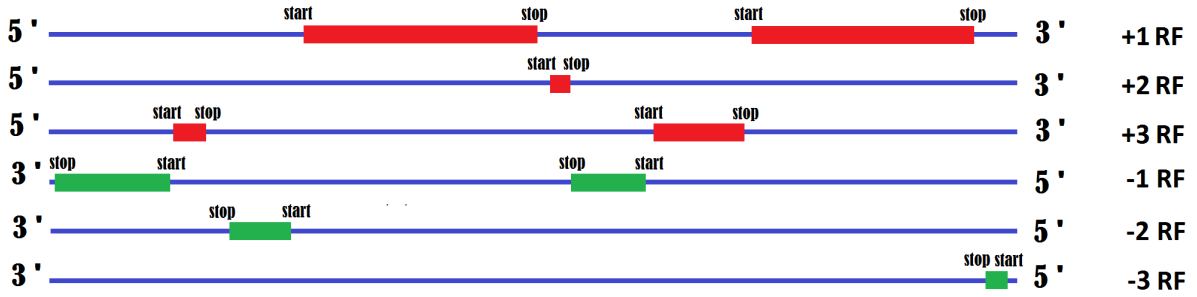 start stop start stop
5 ' 3 ' +1 RF
start stop
5 ' 3 ' +2 RF
start stop start stop
5 ' 3 ' +3 RF
stop start stop start
3 ' 5 ' -1 RF
stop start
3 ' 5 ' -2 RF
stop start
3 ' 5 ' -3 RF